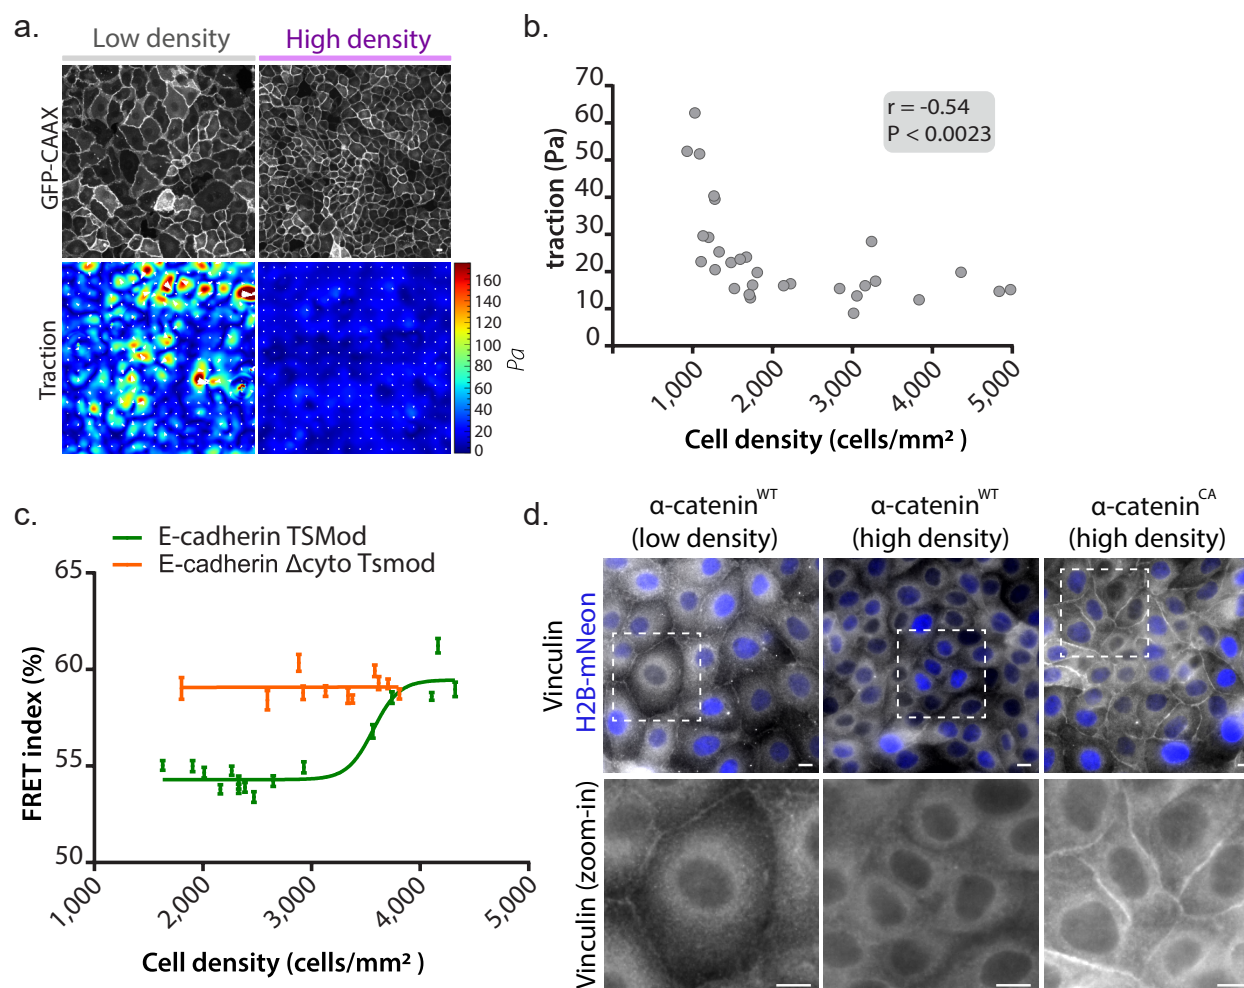 a.
Low density
High density
GFP-CAAX
Traction
160
140
120
100
80
60
40
20
0
Pa
b.
70
60
50
40
30
20
10
0
traction (Pa)
r = -0.54
P < 0.0023
1,000
2,000
3,000
4,000
5,000
Cell density (cells/mm² )
c.
E-cadherin TSMod
E-cadherin Δcyto Tsmod
65
60
55
50
FRET index (%)
1,000
2,000
3,000
4,000
5,000
Cell density (cells/mm² )
d.
α-catenin^WT
(low density)
α-catenin^WT
(high density)
α-catenin^CA
(high density)
Vinculin
H2B-mNeon
Vinculin (zoom-in)